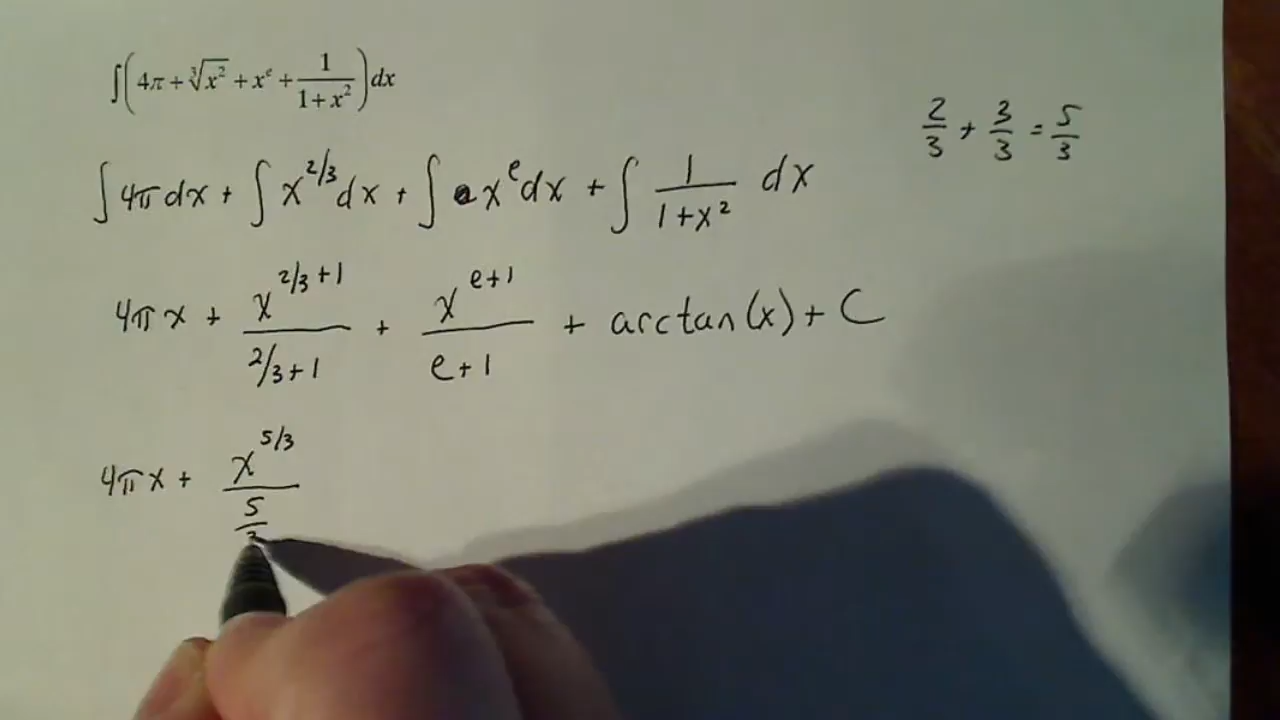 ∫(4π + ∛x² + xᵉ + 1/(1+x²)) dx
2/3 + 3/3 = 5/3
∫ 4π dx + ∫ x^(2/3) dx + ∫ x^e dx + ∫ 1/(1+x²) dx
4πx + x^(2/3+1)/(2/3+1) + x^(e+1)/(e+1) + arctan(x) + C
4πx + x^(5/3)/(5/3)